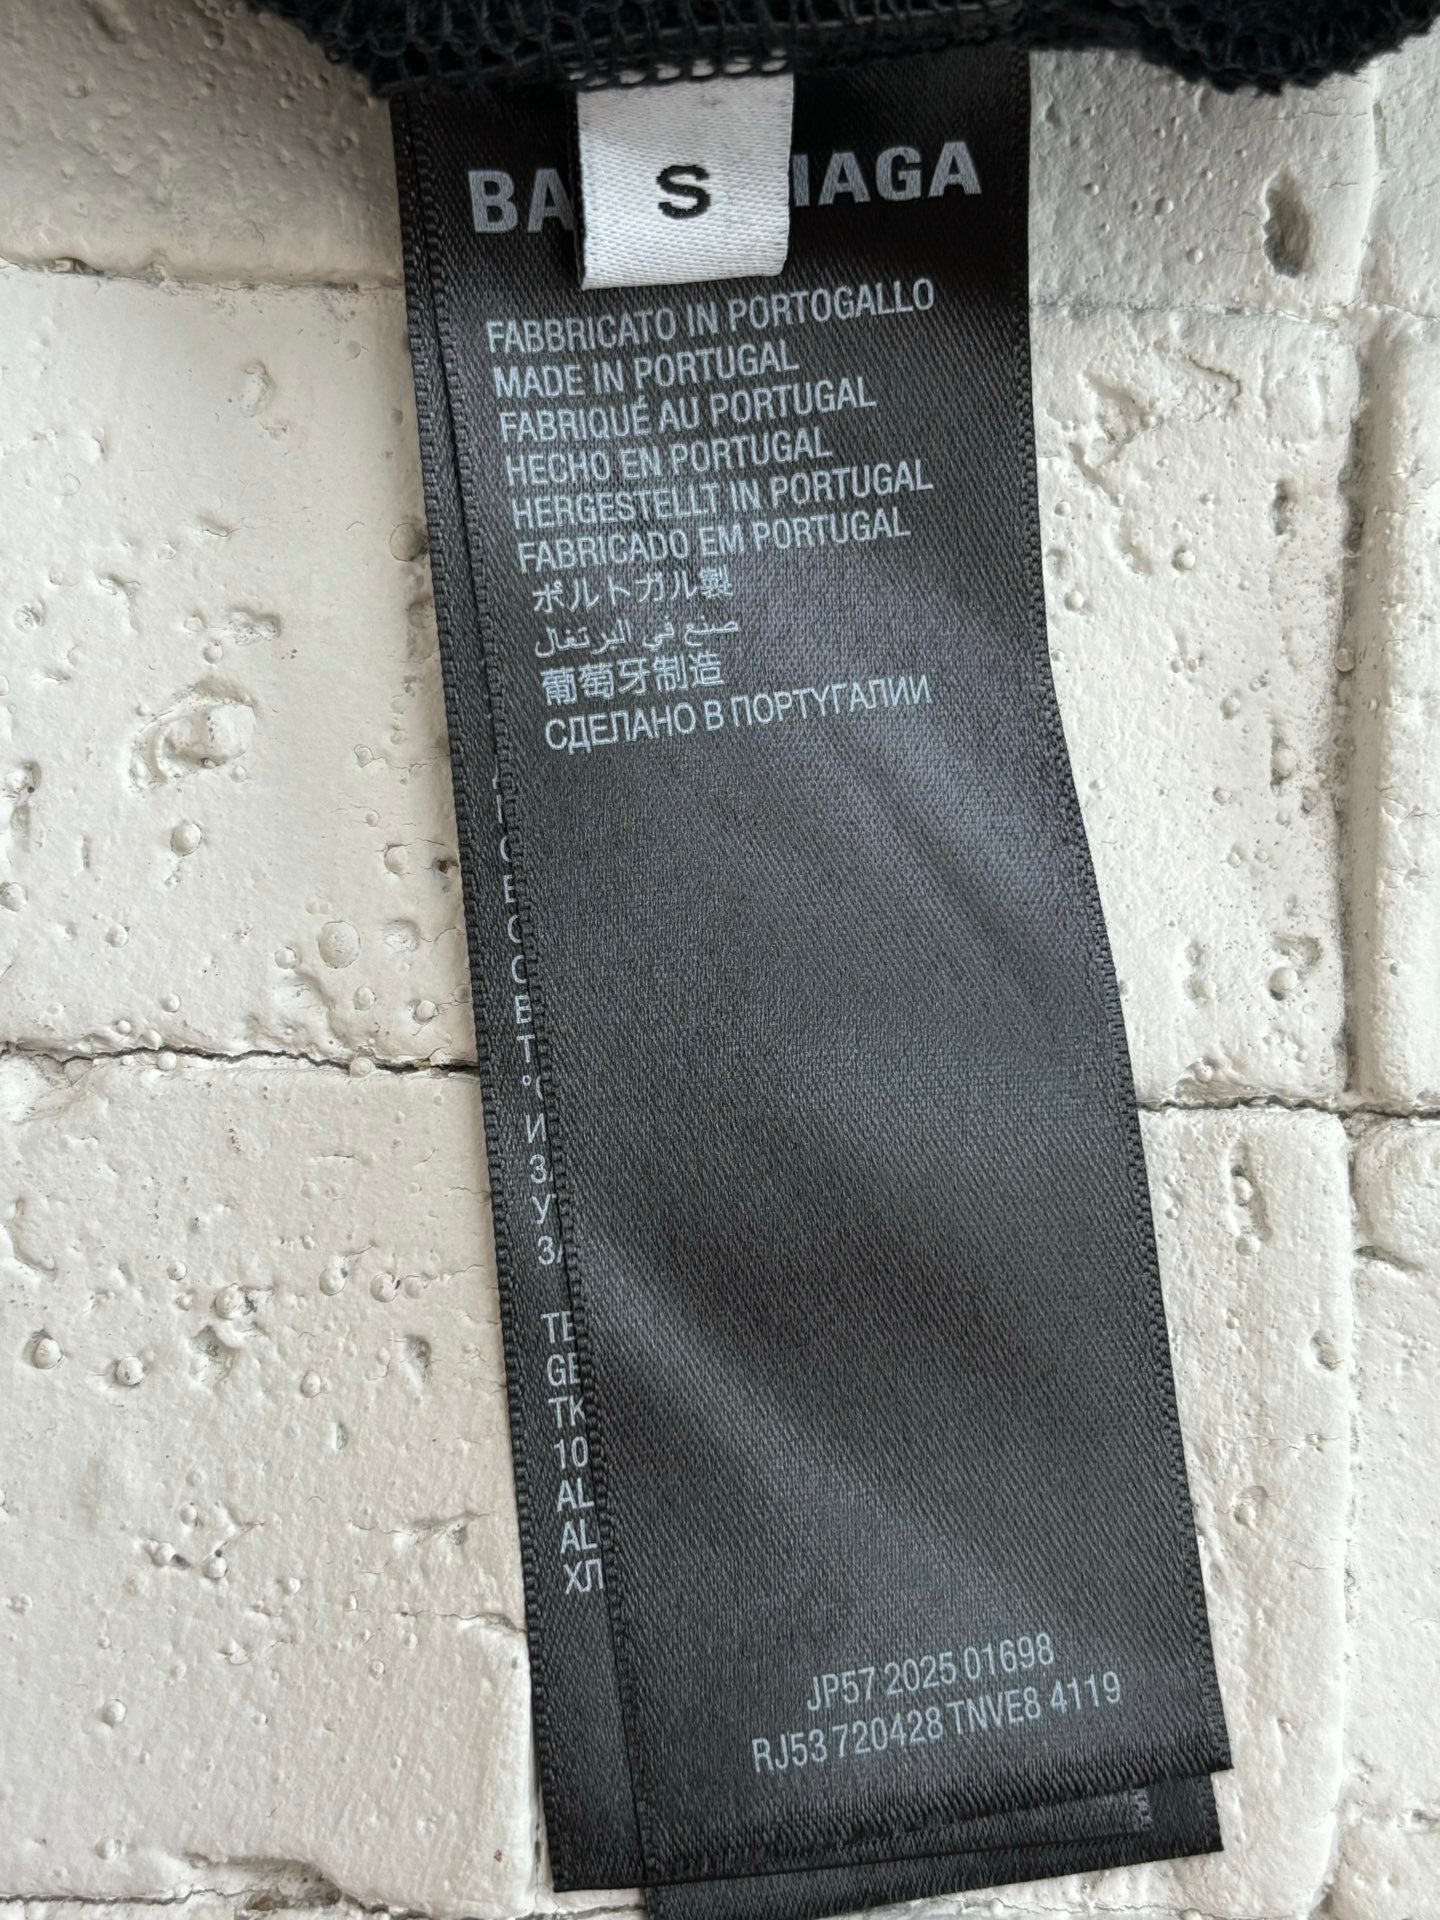 S
FABBRICATO IN PORTOGALLO
MADE IN PORTUGAL
FABRIQUÉ AU PORTUGAL
HECHO EN PORTUGAL
HERGESTELLT IN PORTUGAL
FABRICADO EM PORTUGAL
ポルトガル製
صنع في البرتغال
葡萄牙制造
СДЕЛАНО В ПОРТУГАЛИИ
10
JP57 2025 01698
RJ53 720428 TNVE8 4119